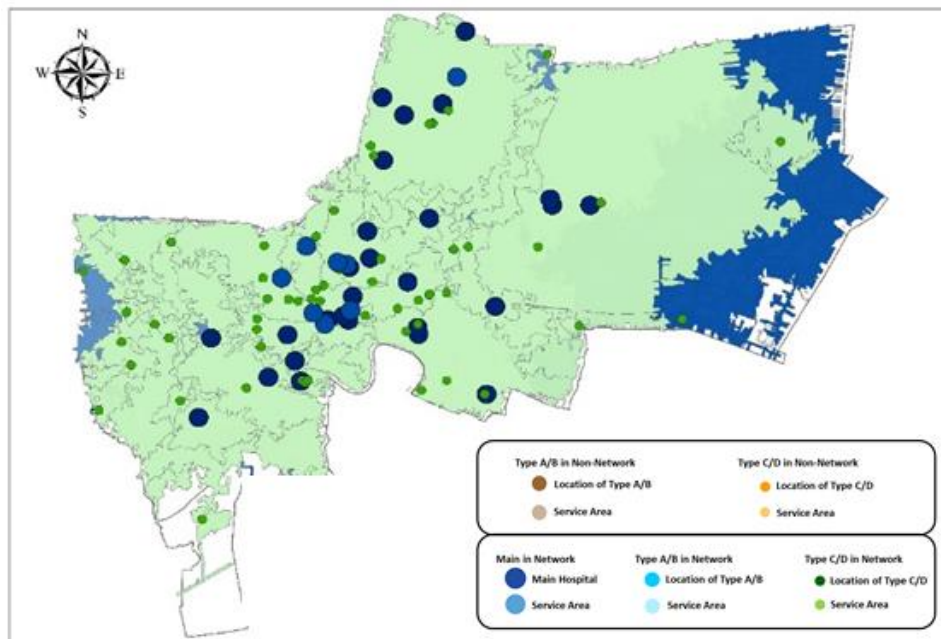 N
W E
S
Type A/B in Non-Network
Type C/D in Non-Network
Location of Type A/B
Location of Type C/D
Service Area
Service Area
Main in Network
Type A/B in Network
Type C/D in Network
Main Hospital
Location of Type A/B
Location of Type C/D
Service Area
Service Area
Service Area